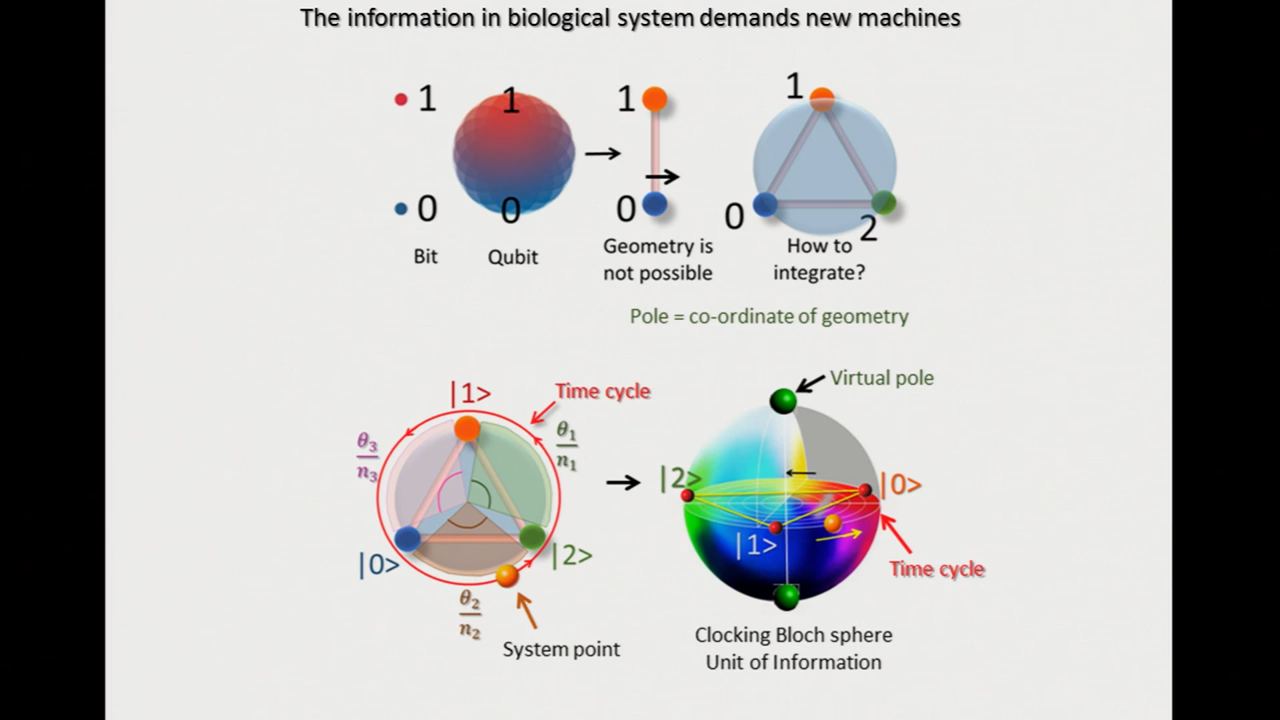 The information in biological system demands new machines
1
1
1
1
0
0
0
0
2
Bit
Qubit
Geometry is
not possible
How to
integrate?
Pole = co-ordinate of geometry
|1>
Time cycle
θ3
n3
θ1
n1
|0>
|2>
θ2
n2
System point
Virtual pole
|2>
|0>
|1>
Time cycle
Clocking Bloch sphere
Unit of Information